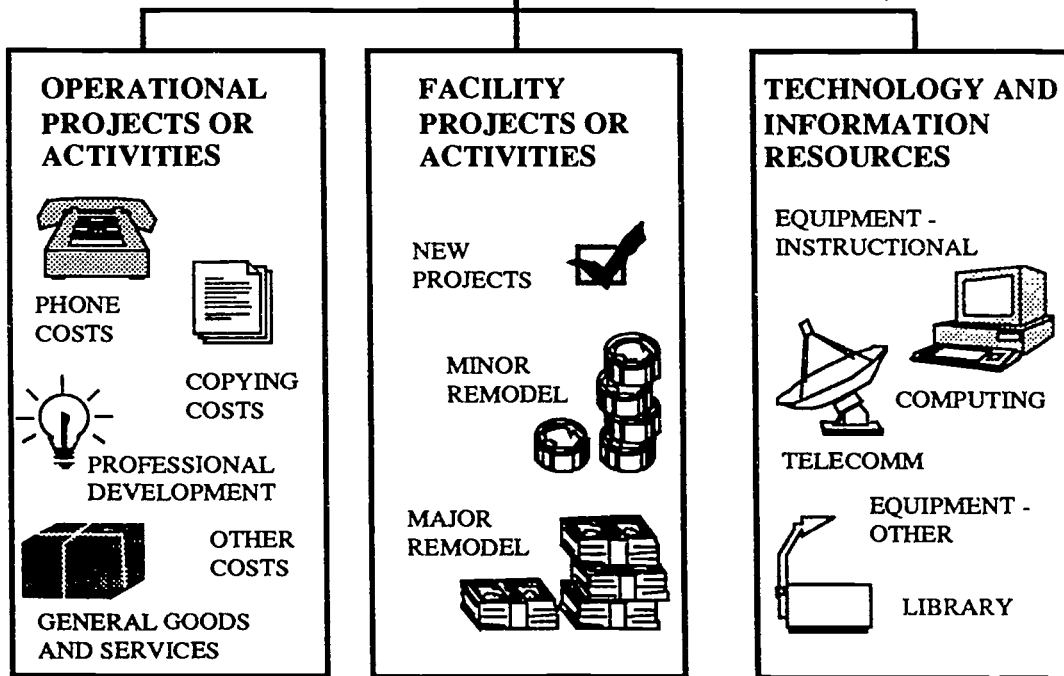 OPERATIONAL
PROJECTS OR
ACTIVITIES
PHONE
COSTS
COPYING
COSTS
PROFESSIONAL
DEVELOPMENT
OTHER
COSTS
GENERAL GOODS
AND SERVICES
FACILITY
PROJECTS OR
ACTIVITIES
NEW
PROJECTS
MINOR
REMODEL
MAJOR
REMODEL
TECHNOLOGY AND
INFORMATION
RESOURCES
EQUIPMENT -
INSTRUCTIONAL
COMPUTING
TELECOMM
EQUIPMENT -
OTHER
LIBRARY